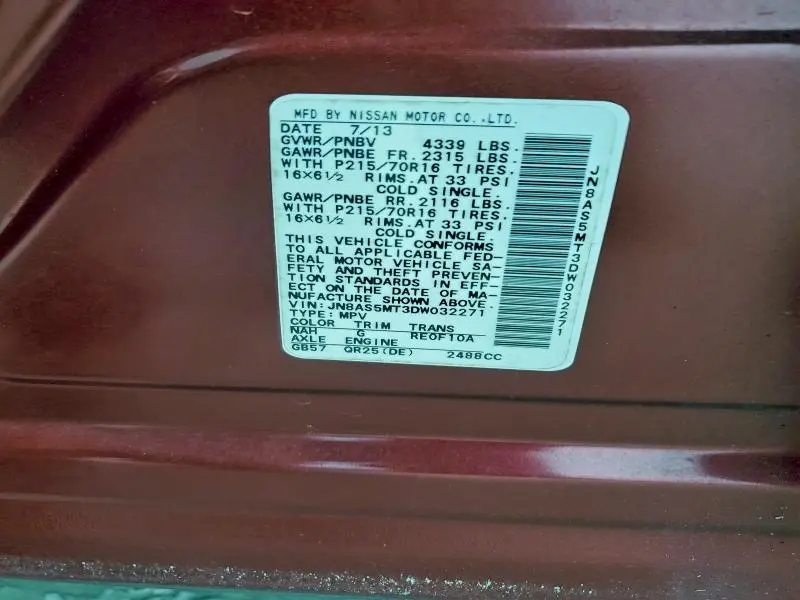 MFD BY NISSAN MOTOR CO.,LTD.
DATE 7/13
GVWR/PNBV 4339 LBS.
GAWR/PNBE FR. 2315 LBS.
WITH P215/70R16 TIRES.
16×6½ RIMS.AT 33 PSI
COLD SINGLE.
GAWR/PNBE RR. 2116 LBS.
WITH P215/70R16 TIRES.
16×6½ RIMS.AT 33 PSI
COLD SINGLE.
THIS VEHICLE CONFORMS
TO ALL APPLICABLE FED-
ERAL MOTOR VEHICLE SA-
FETY AND THEFT PREVEN-
TION STANDARDS IN EFF-
ECT ON THE DATE OF MA-
NUFACTURE SHOWN ABOVE.
VIN: JN8AS5MT3DW032271
TYPE: MPV
COLOR TRIM TRANS
NAH G RE0F10A
AXLE ENGINE
GB57 QR25(DE) 2488CC
JN8AS5MT3DW032271